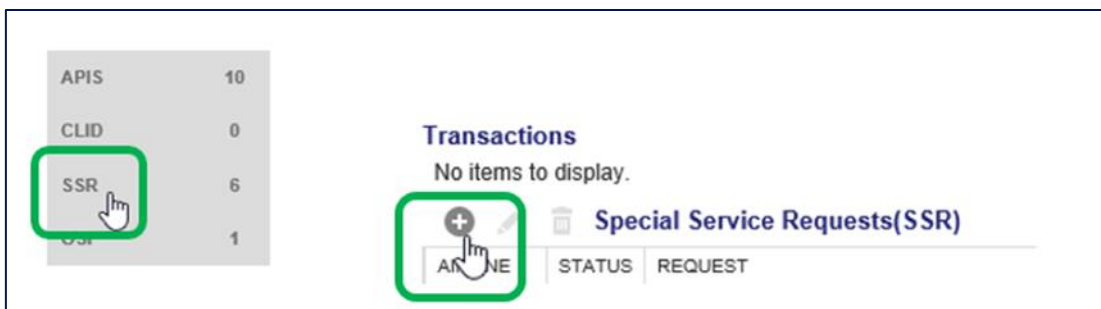 APIS 10
CLID 0
SSR 6
1
Transactions
No items to display.
Special Service Requests(SSR)
STATUS REQUEST